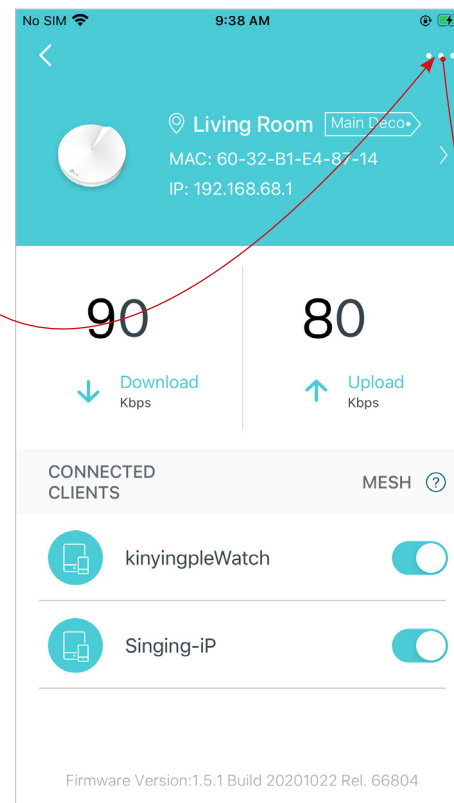 No SIM 9:38 AM
Living Room Main Deco
MAC: 60-32-B1-E4-87-14
IP: 192.168.68.1
90 80
Download Upload
Kbps Kbps
CONNECTED
CLIENTS
MESH ?
kinyingpleWatch
Singing-iP
Firmware Version:1.5.1 Build 20201022 Rel. 66804